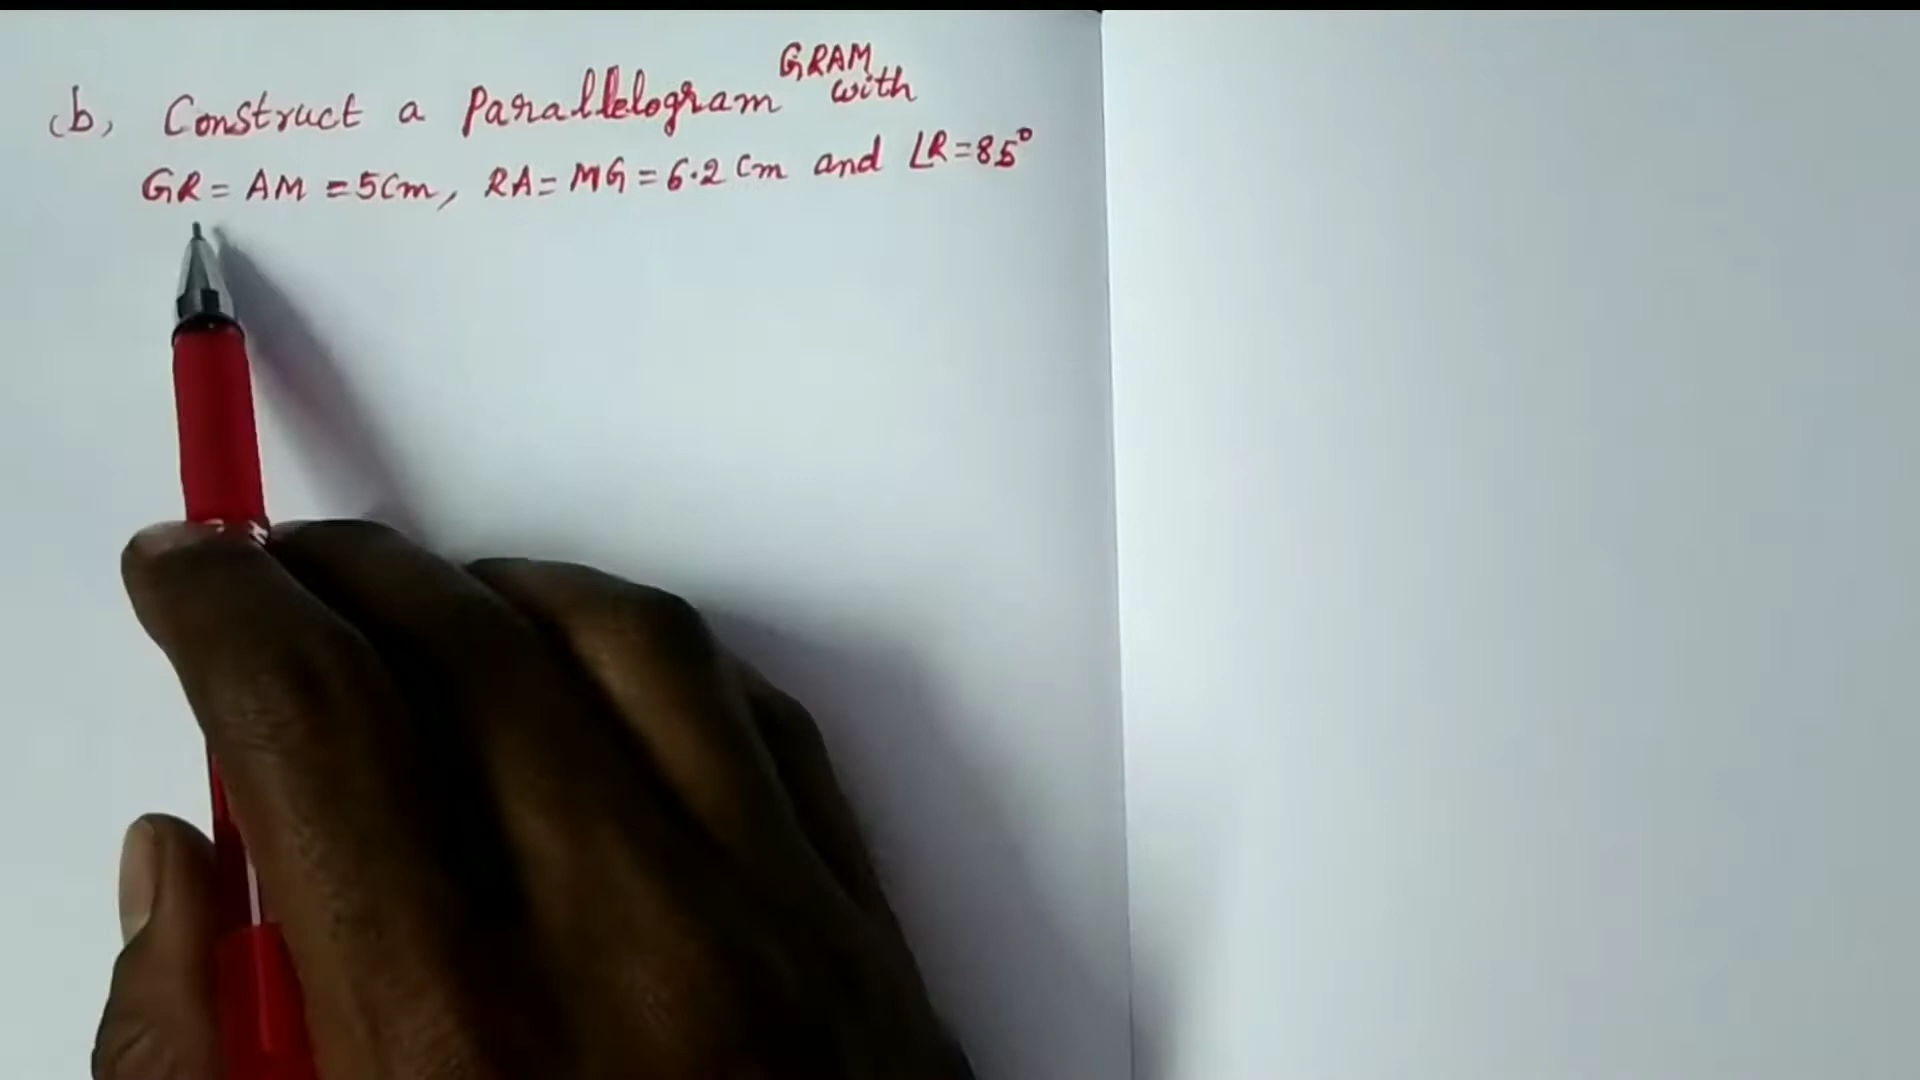 (b) Construct a Parallelogram GRAM with
GR = AM = 5Cm, RA = MG = 6.2 Cm and ∠R = 85°